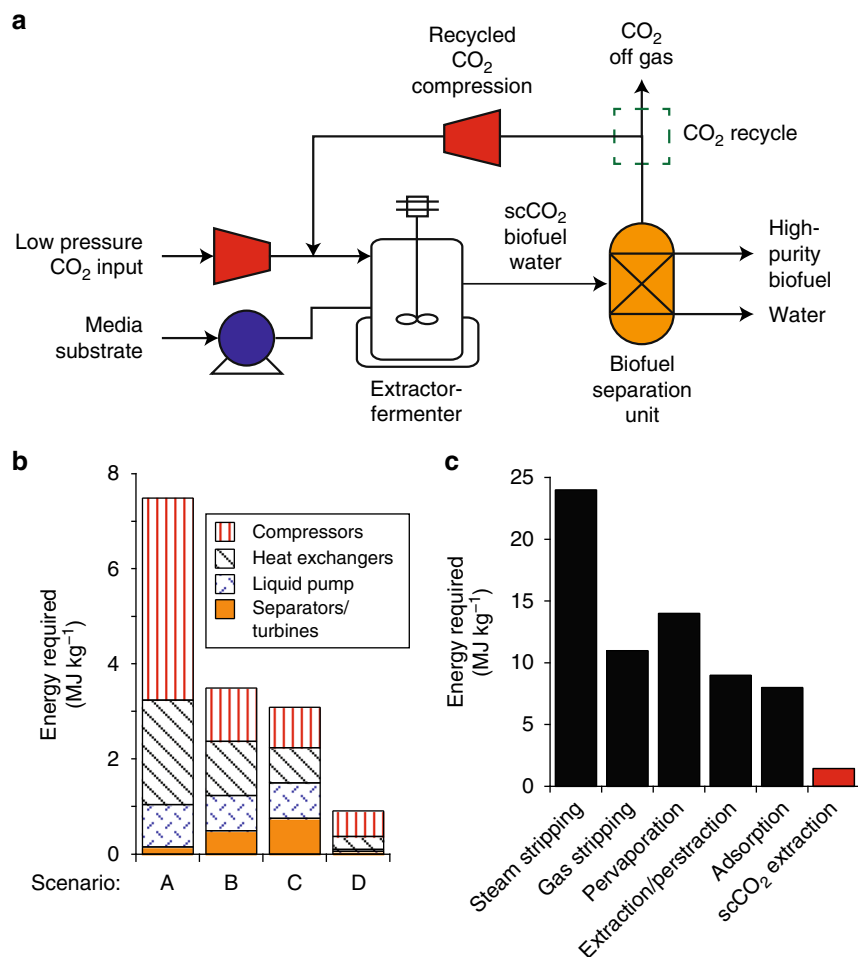 a
Recycled
CO₂
compression
CO₂
off gas
CO₂ recycle
Low pressure
CO₂ input
scCO₂
biofuel
water
High-
purity
biofuel
Water
Media
substrate
Extractor-
fermenter
Biofuel
separation
unit
b
Energy required
(MJ kg⁻¹)
8
6
4
2
0
Compressors
Heat exchangers
Liquid pump
Separators/
turbines
Scenario: A B C D
c
Energy required
(MJ kg⁻¹)
25
20
15
10
5
0
Steam stripping
Gas stripping
Pervaporation
Extraction/perstraction
Adsorption
scCO₂ extraction